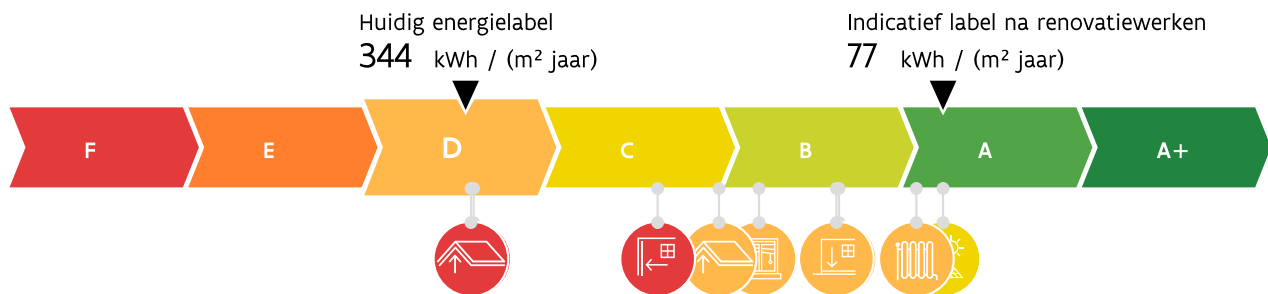 Huidig energielabel
344 kWh / (m² jaar)
Indicatief label na renovatiewerken
77 kWh / (m² jaar)
F E D C B A A+